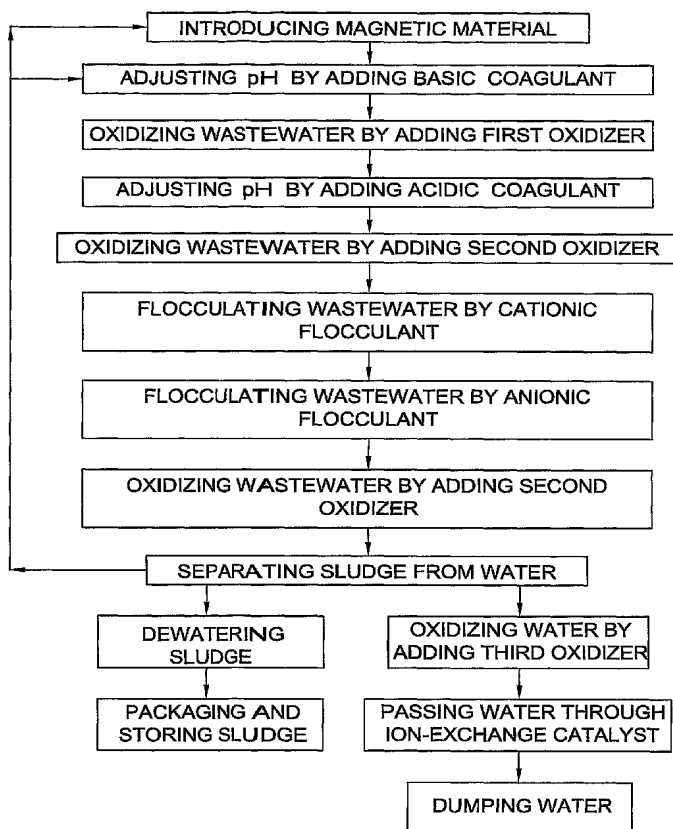 INTRODUCING MAGNETIC MATERIAL
ADJUSTING pH BY ADDING BASIC COAGULANT
OXIDIZING WASTEWATER BY ADDING FIRST OXIDIZER
ADJUSTING pH BY ADDING ACIDIC COAGULANT
OXIDIZING WASTEWATER BY ADDING SECOND OXIDIZER
FLOCCULATING WASTEWATER BY CATIONIC
FLOCCULANT
FLOCCULATING WASTEWATER BY ANIONIC
FLOCCULANT
OXIDIZING WASTEWATER BY ADDING SECOND
OXIDIZER
SEPARATING SLUDGE FROM WATER
DEWATERING
SLUDGE
PACKAGING AND
STORING SLUDGE
OXIDIZING WATER BY
ADDING THIRD OXIDIZER
PASSING WATER THROUGH
ION-EXCHANGE CATALYST
DUMPING WATER